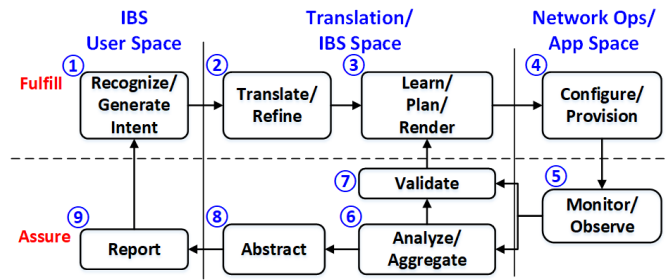 IBS
User Space
Translation/
IBS Space
Network Ops/
App Space
Fulfill
1
Recognize/
Generate
Intent
2
Translate/
Refine
3
Learn/
Plan/
Render
4
Configure/
Provision
7
Validate
5
Monitor/
Observe
Assure
9
Report
8
Abstract
6
Analyze/
Aggregate